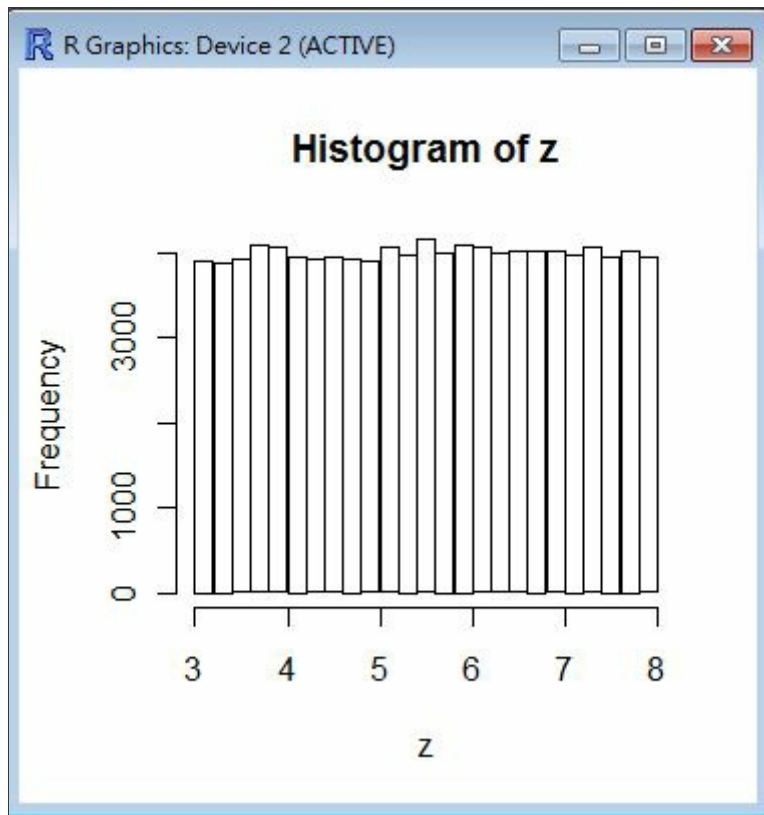 R Graphics: Device 2 (ACTIVE)
Histogram of z
Frequency
3000
1000
0
3 4 5 6 7 8
z